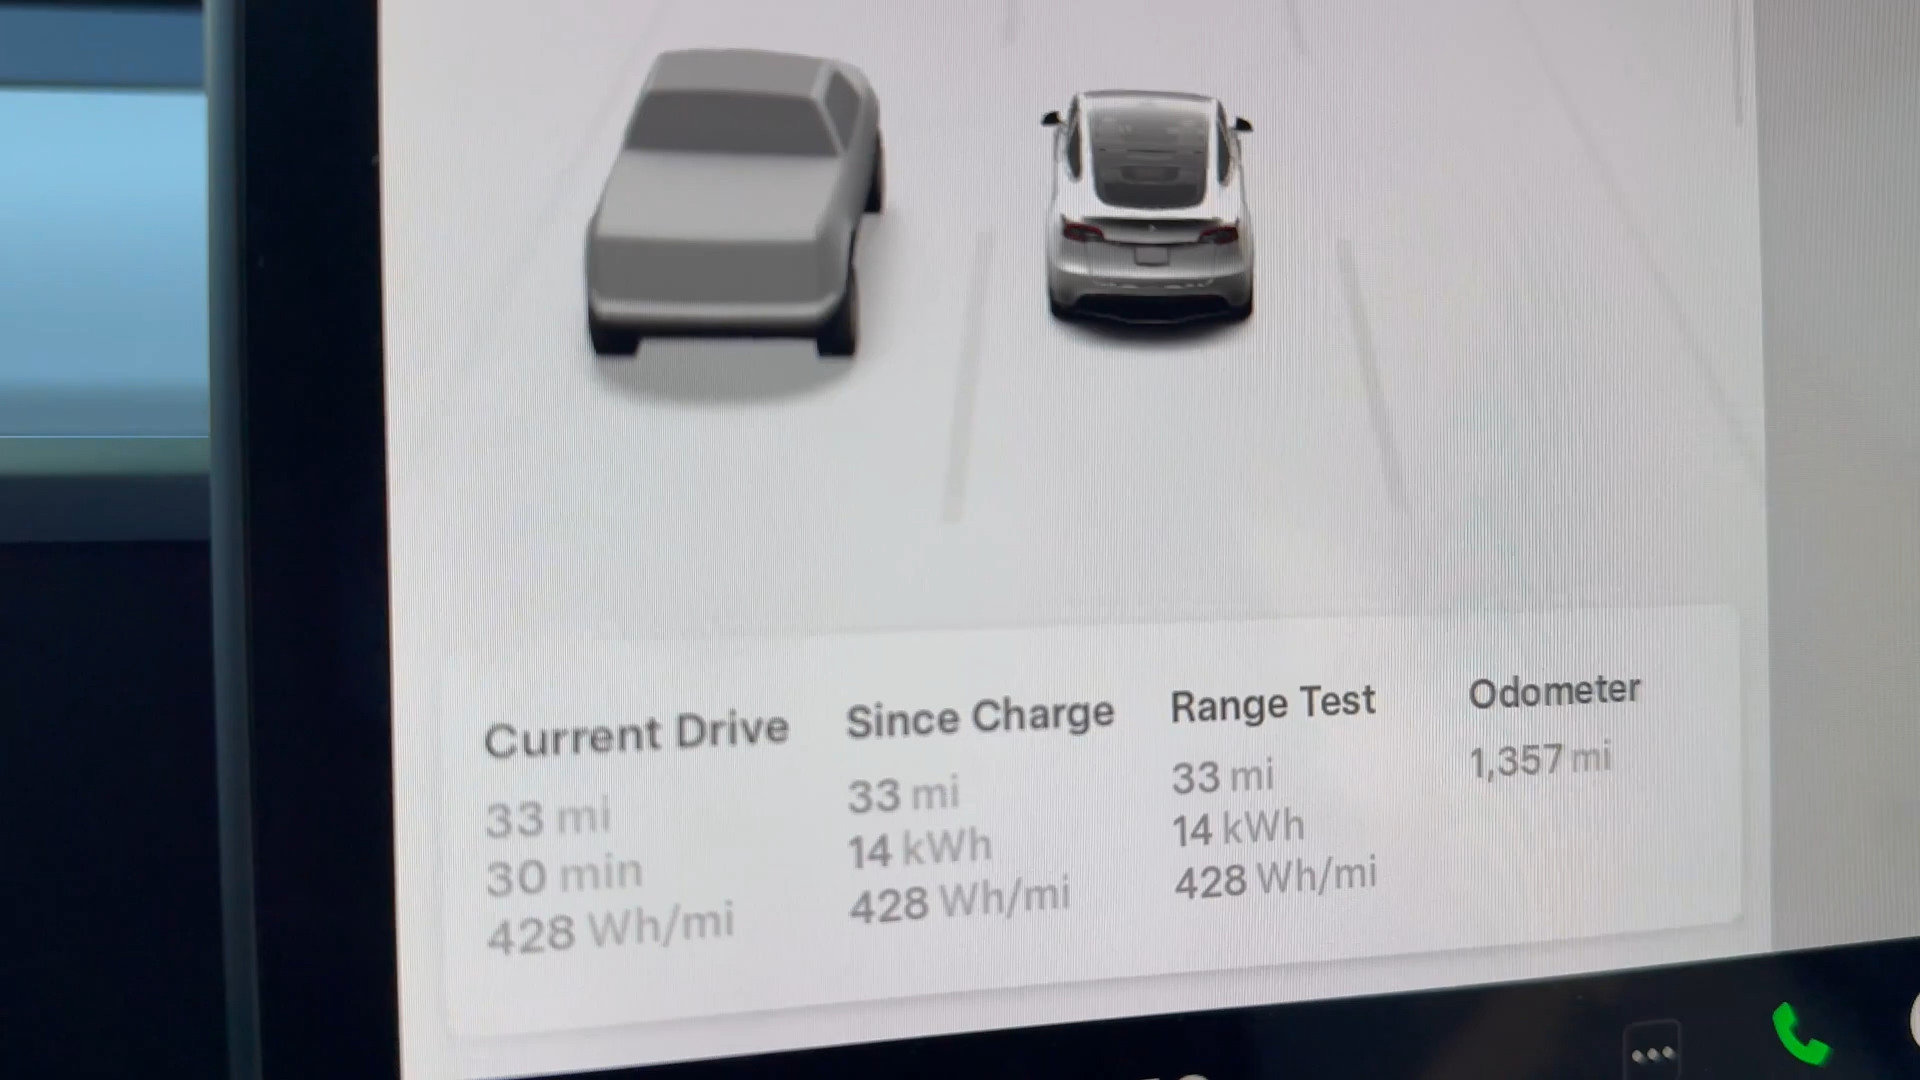 Current Drive
33 mi
30 min
428 Wh/mi
Since Charge
33 mi
14 kWh
428 Wh/mi
Range Test
33 mi
14 kWh
428 Wh/mi
Odometer
1,357 mi